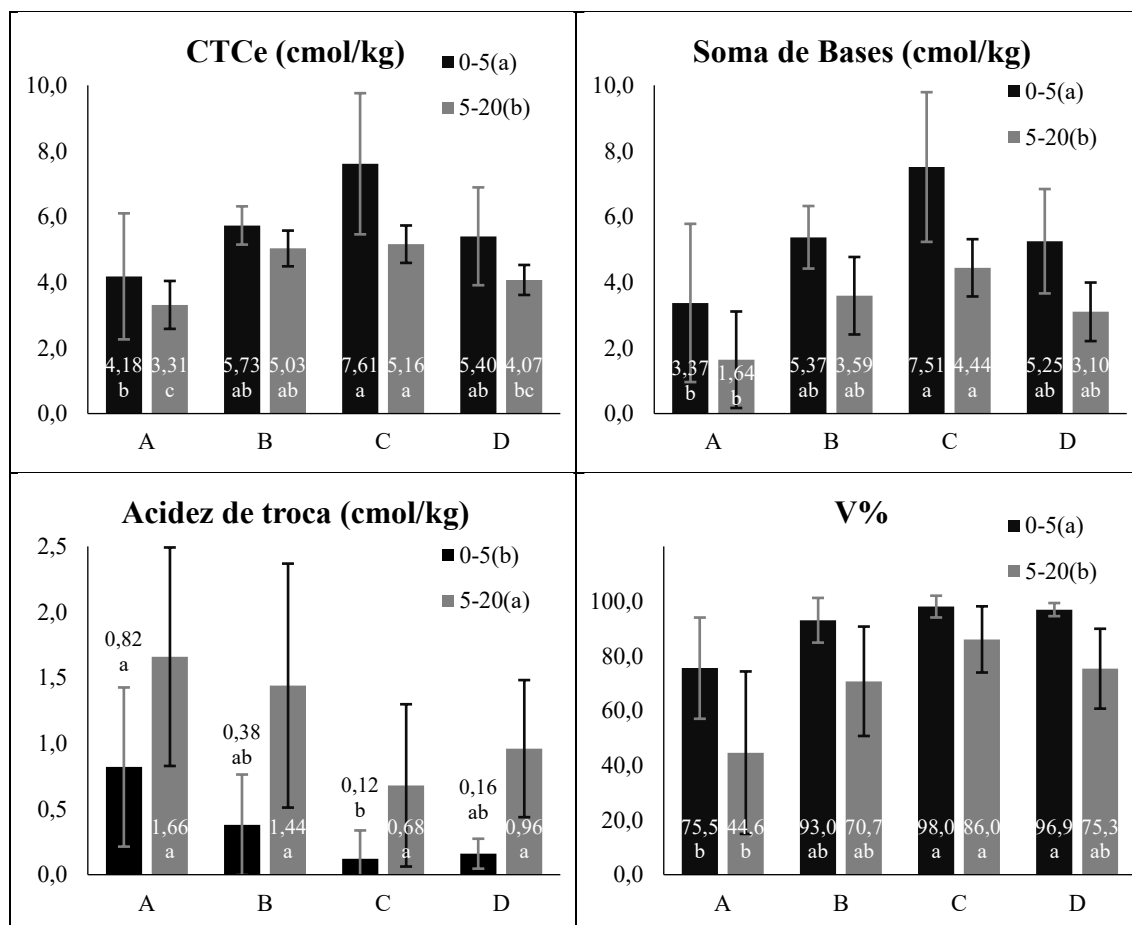 CTCe (cmol/kg)
0-5(a)
5-20(b)
10,0
8,0
6,0
4,0
2,0
0,0
4,18 3,31 5,73 5,03 7,61 5,16 5,40 4,07
b c ab ab a a ab bc
A B C D
Soma de Bases (cmol/kg)
0-5(a)
5-20(b)
10,0
8,0
6,0
4,0
2,0
0,0
3,37 1,64 5,37 3,59 7,51 4,44 5,25 3,10
b b ab ab a a ab ab
A B C D
Acidez de troca (cmol/kg)
0-5(b)
5-20(a)
2,5
2,0
1,5
1,0
0,5
0,0
0,82
a
0,38
ab
0,12
b
0,16
ab
1,66 1,44 0,68 0,96
a a a a
A B C D
V%
0-5(a)
5-20(b)
100,0
80,0
60,0
40,0
20,0
0,0
75,5 44,6 93,0 70,7 98,0 86,0 96,9 75,3
b b ab ab a a ab ab
A B C D